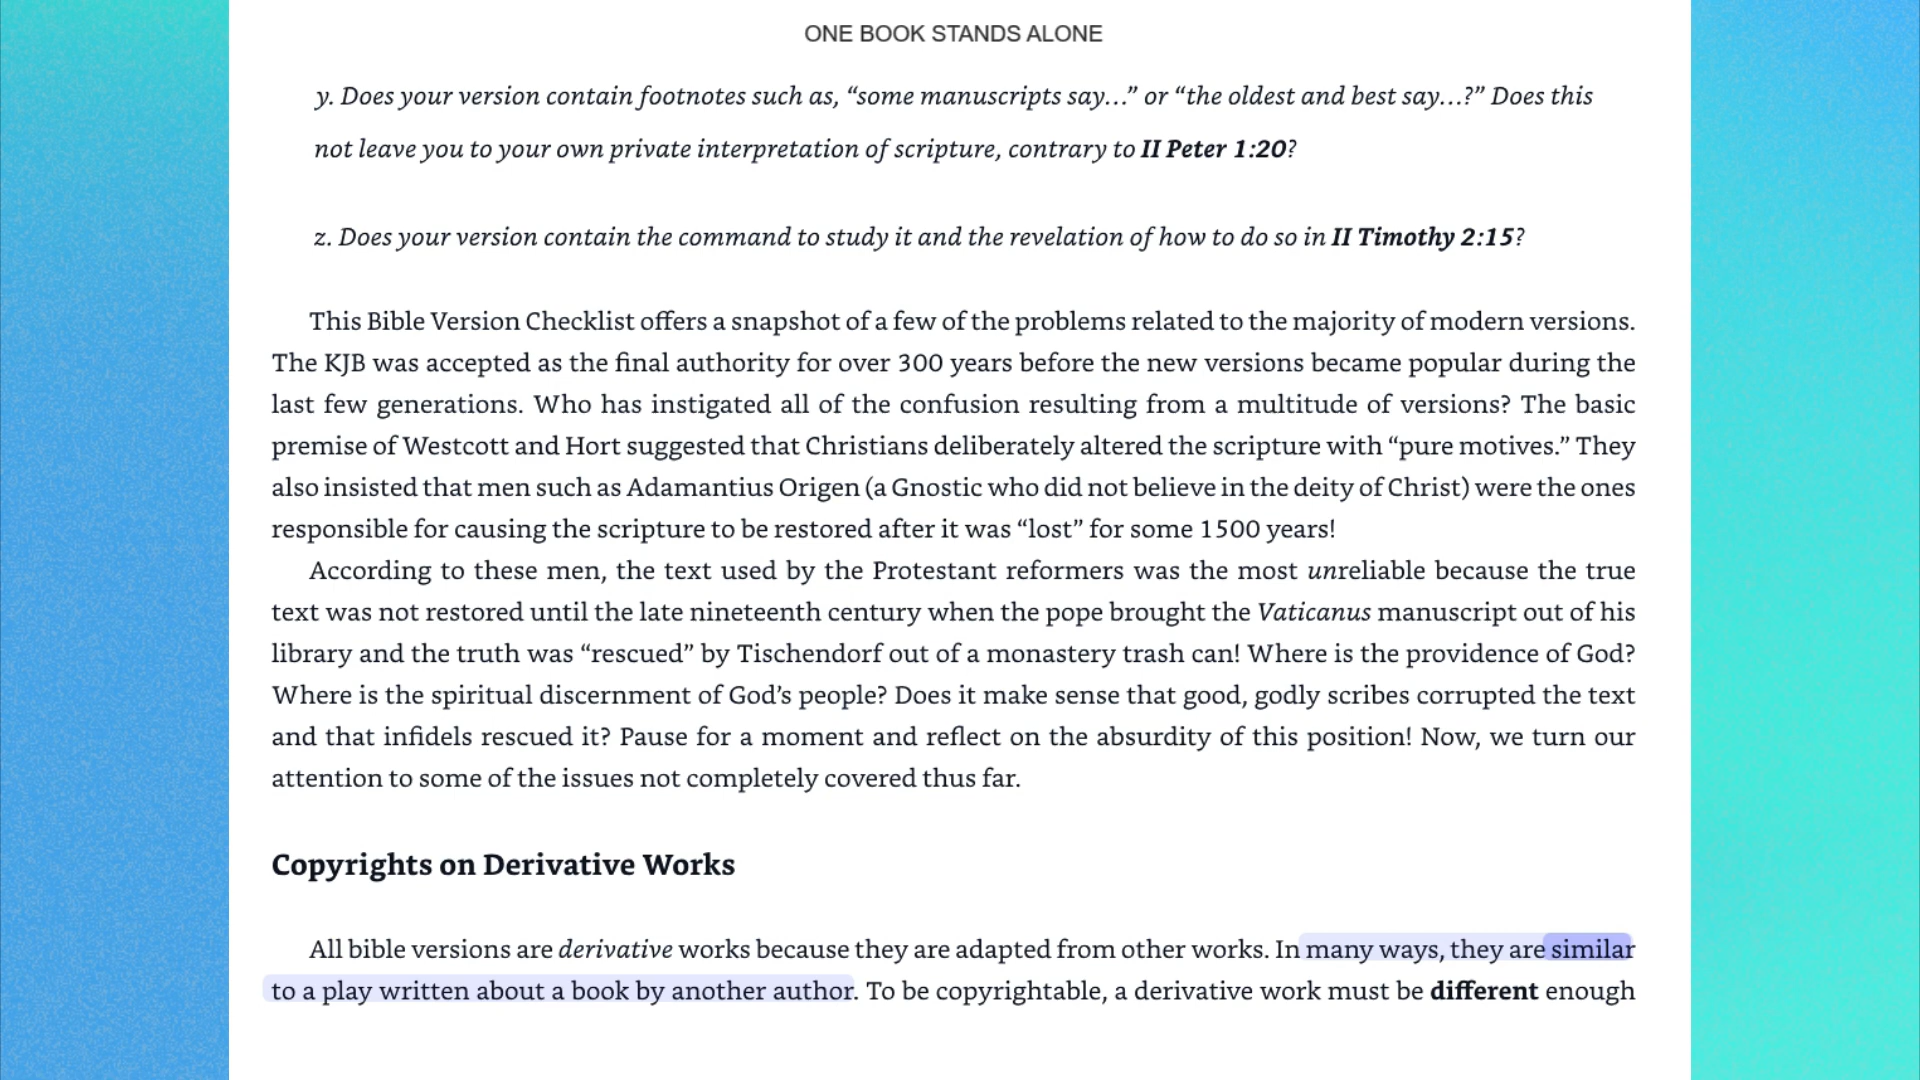 ONE BOOK STANDS ALONE
y. Does your version contain footnotes such as, “some manuscripts say…” or “the oldest and best say…?” Does this
not leave you to your own private interpretation of scripture, contrary to II Peter 1:20?
z. Does your version contain the command to study it and the revelation of how to do so in II Timothy 2:15?
This Bible Version Checklist offers a snapshot of a few of the problems related to the majority of modern versions.
The KJB was accepted as the final authority for over 300 years before the new versions became popular during the
last few generations. Who has instigated all of the confusion resulting from a multitude of versions? The basic
premise of Westcott and Hort suggested that Christians deliberately altered the scripture with “pure motives.” They
also insisted that men such as Adamantius Origen (a Gnostic who did not believe in the deity of Christ) were the ones
responsible for causing the scripture to be restored after it was “lost” for some 1500 years!
According to these men, the text used by the Protestant reformers was the most unreliable because the true
text was not restored until the late nineteenth century when the pope brought the Vaticanus manuscript out of his
library and the truth was “rescued” by Tischendorf out of a monastery trash can! Where is the providence of God?
Where is the spiritual discernment of God’s people? Does it make sense that good, godly scribes corrupted the text
and that infidels rescued it? Pause for a moment and reflect on the absurdity of this position! Now, we turn our
attention to some of the issues not completely covered thus far.
Copyrights on Derivative Works
All bible versions are derivative works because they are adapted from other works. In many ways, they are similar
to a play written about a book by another author. To be copyrightable, a derivative work must be different enough